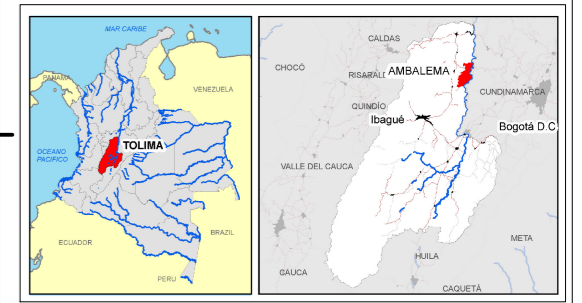 MAR CARIBE
PANAMA
VENEZUELA
OCEANO
PACIFICO
TOLIMA
ECUADOR
BRAZIL
PERU
CALDAS
CHOCÓ
RISARALD
AMBALEMA
CUNDINAMARCA
QUINDÍO
Ibagué
Bogotá D.C
VALLE DEL CAUCA
META
HUILA
CAUCA
CAQUETÁ